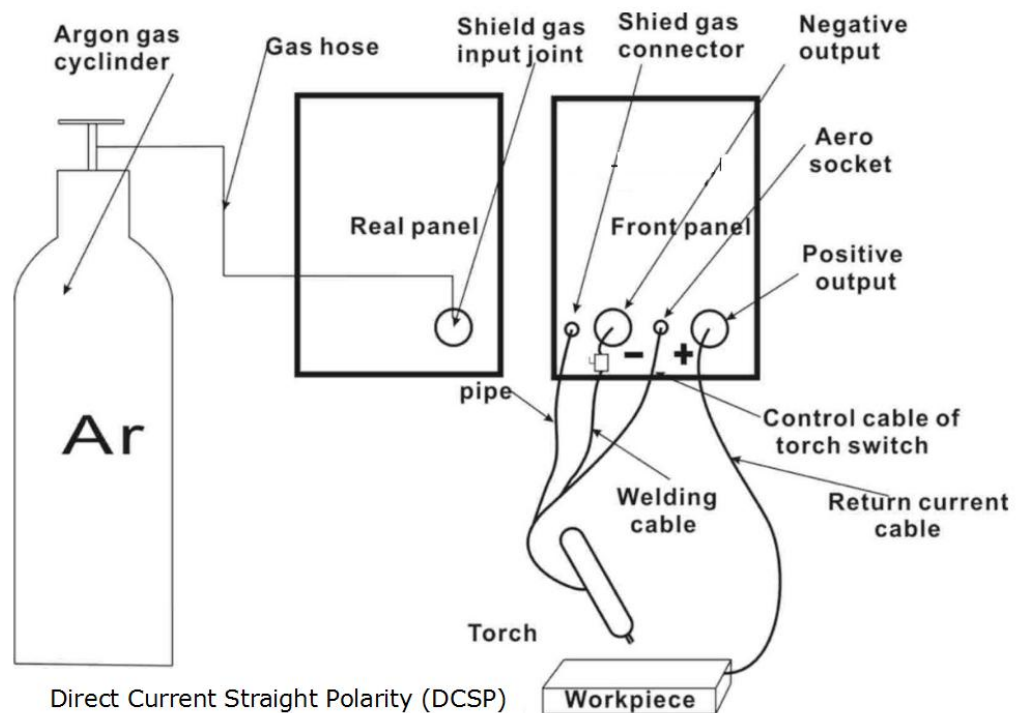 Argon gas
cyclinder
Gas hose
Shield gas
input joint
Shied gas
connector
Negative
output
Aero
socket
Real panel
Front panel
Positive
output
-
+
pipe
Control cable of
torch switch
Ar
Welding
cable
Return current
cable
Torch
Direct Current Straight Polarity (DCSP)
Workpiece